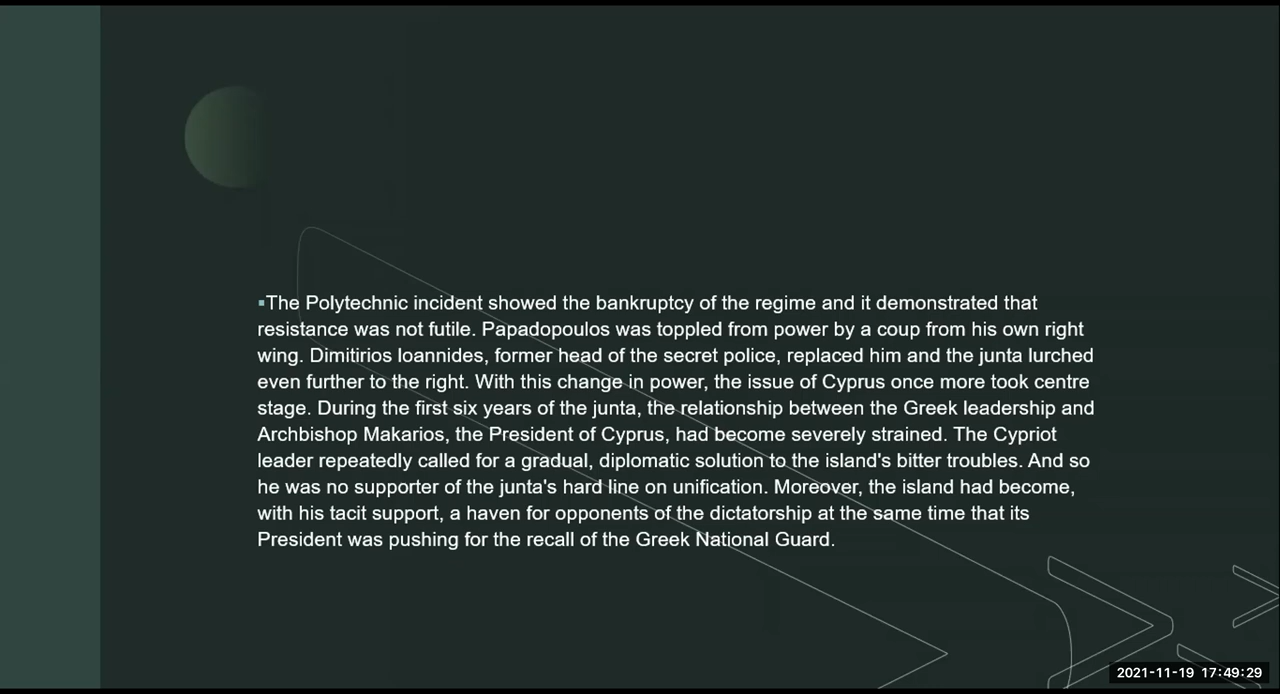 ▪The Polytechnic incident showed the bankruptcy of the regime and it demonstrated that
resistance was not futile. Papadopoulos was toppled from power by a coup from his own right
wing. Dimitirios Ioannides, former head of the secret police, replaced him and the junta lurched
even further to the right. With this change in power, the issue of Cyprus once more took centre
stage. During the first six years of the junta, the relationship between the Greek leadership and
Archbishop Makarios, the President of Cyprus, had become severely strained. The Cypriot
leader repeatedly called for a gradual, diplomatic solution to the island's bitter troubles. And so
he was no supporter of the junta's hard line on unification. Moreover, the island had become,
with his tacit support, a haven for opponents of the dictatorship at the same time that its
President was pushing for the recall of the Greek National Guard.
2021-11-19 17:49:29